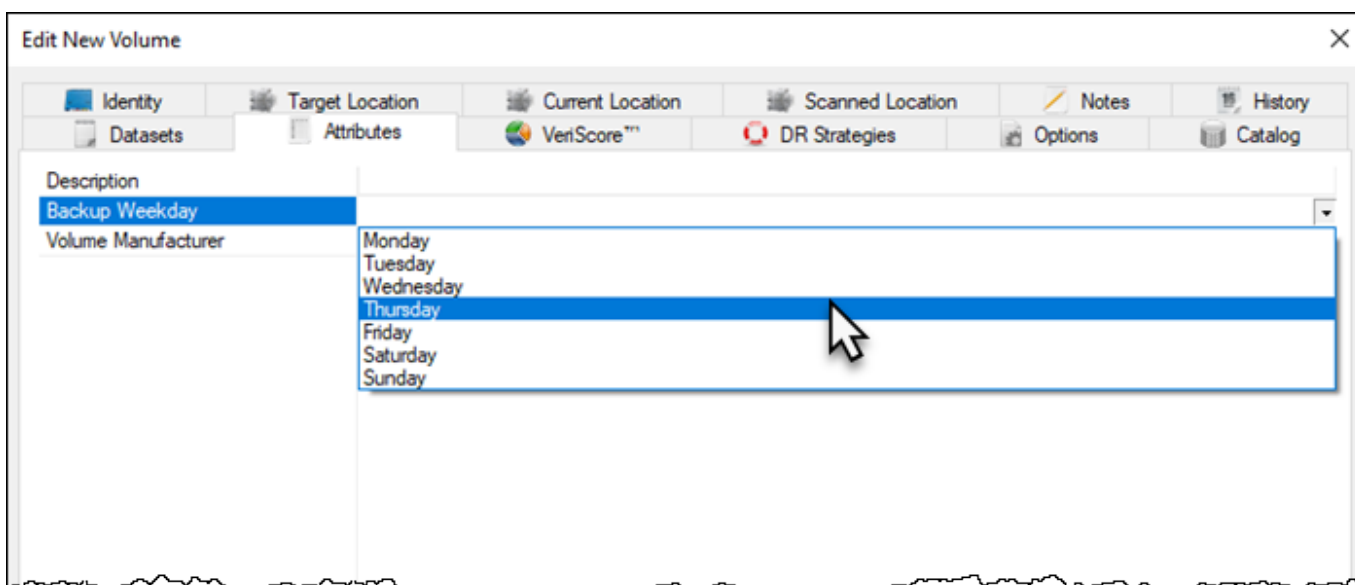 Edit New Volume
Identity Target Location Current Location Scanned Location Notes History
Datasets Attributes VeriScore™ DR Strategies Options Catalog
Description
Backup Weekday
Volume Manufacturer
Monday
Tuesday
Wednesday
Thursday
Friday
Saturday
Sunday